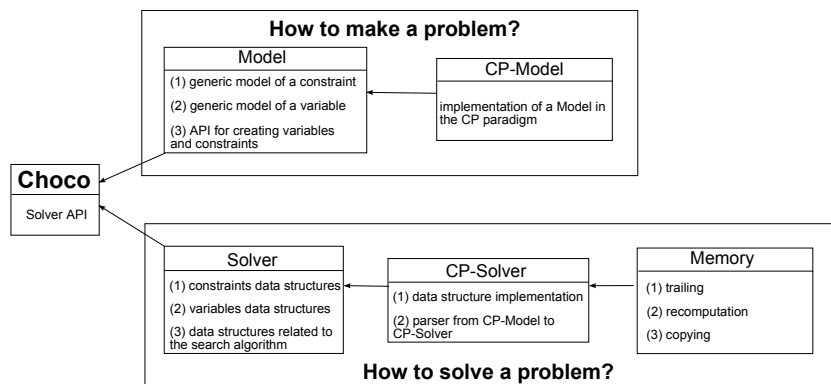 How to make a problem?
Model
(1) generic model of a constraint
(2) generic model of a variable
(3) API for creating variables
and constraints
CP-Model
implementation of a Model in
the CP paradigm
Choco
Solver API
Solver
(1) constraints data structures
(2) variables data structures
(3) data structures related to
the search algorithm
CP-Solver
(1) data structure implementation
(2) parser from CP-Model to
CP-Solver
Memory
(1) trailing
(2) recomputation
(3) copying
How to solve a problem?